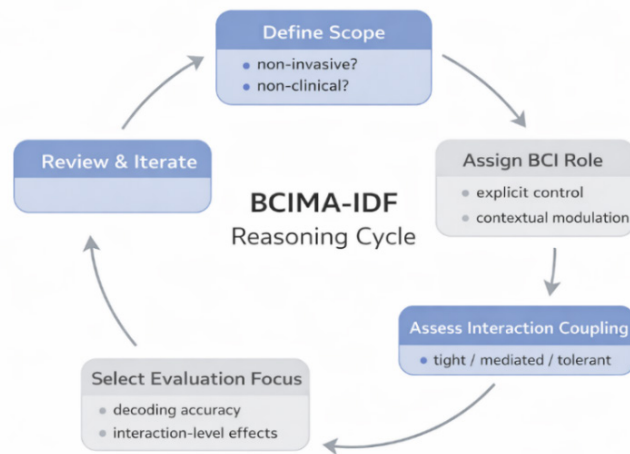 Define Scope
• non-invasive?
• non-clinical?
Assign BCI Role
• explicit control
• contextual modulation
Assess Interaction Coupling
• tight / mediated / tolerant
Select Evaluation Focus
• decoding accuracy
• interaction-level effects
Review & Iterate
BCIMA-IDF
Reasoning Cycle